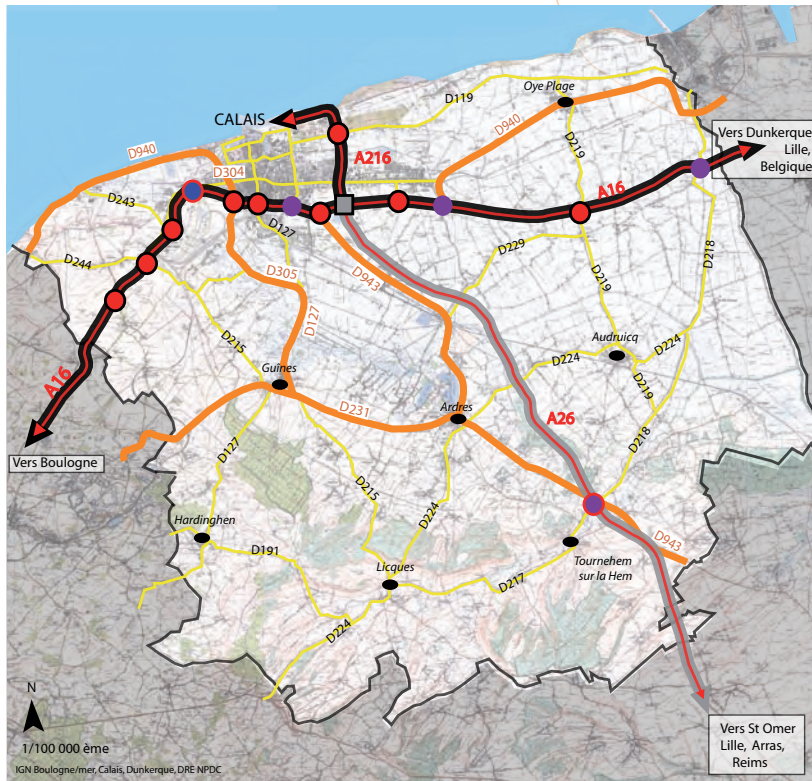 Oye Plage
D119
CALAIS
D940
D940
Vers Dunkerque
Lille,
Belgique
A216
D219
D304
A16
D243
D127
D229
D218
D244
D305
D943
D219
D127
Audruicq
D215
D224
D224
Guînes
A16
D219
Ardres
D231
A26
D218
Vers Boulogne
D127
D215
D224
Hardinghen
D943
D191
Tournehem
sur la Hem
Licques
D217
D224
N
1/100 000 ème
IGN Boulogne/mer, Calais, Dunkerque, DRE NPDC
Vers St Omer
Lille, Arras,
Reims